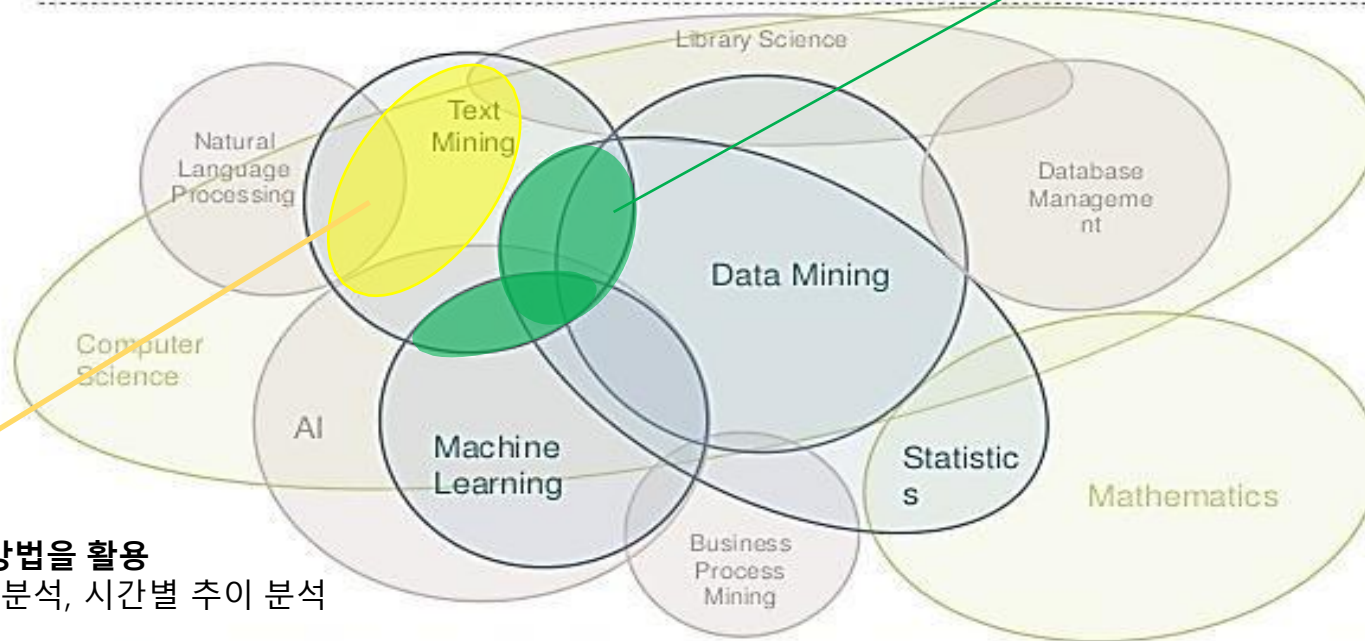 Library Science
Text
Mining
Natural
Language
Processing
Database
Manageme
nt
Data Mining
Computer
Science
AI
Machine
Learning
Statistic
s
Mathematics
Business
Process
Mining
방법을 활용
분석, 시간별 추이 분석